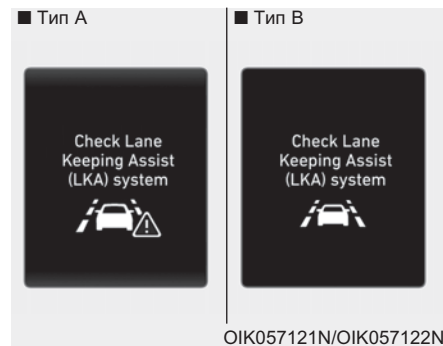 ■ Тип A
Check Lane
Keeping Assist
(LKA) system
■ Тип B
Check Lane
Keeping Assist
(LKA) system
OIK057121N/OIK057122N